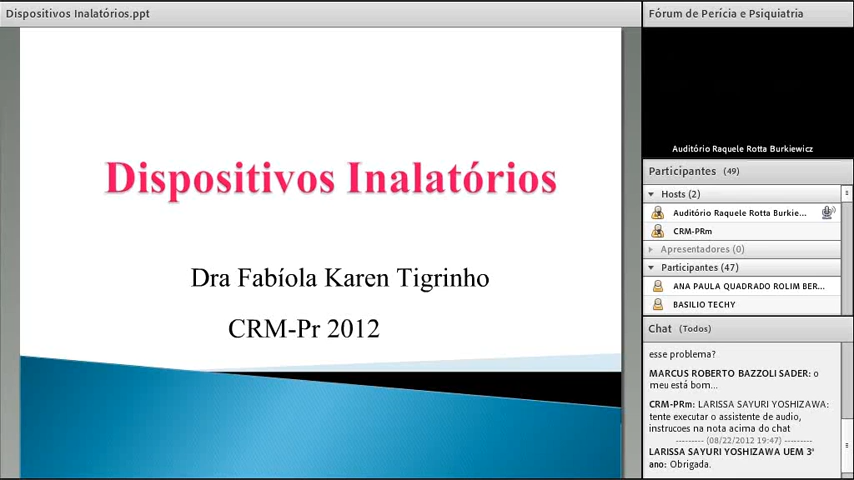 Dispositivos Inalatórios.ppt
Dispositivos Inalatórios
Dra Fabíola Karen Tigrinho
CRM-Pr 2012
Fórum de Perícia e Psiquiatria
Auditório Raquele Rotta Burkiewicz
Participantes (49)
Hosts (2)
Auditório Raquele Rotta Burkie...
CRM-PRm
Apresentadores (0)
Participantes (47)
ANA PAULA QUADRADO ROLIM BER...
BASILIO TECHY
Chat (Todos)
esse problema?
MARCUS ROBERTO BAZZOLI SADER: o
meu está bom...
CRM-PRm: LARISSA SAYURI YOSHIZAWA:
tente executar o assistente de audio,
instrucoes na nota acima do chat
--------- (08/22/2012 19:47) ---------
LARISSA SAYURI YOSHIZAWA UEM 3°
ano: Obrigada.